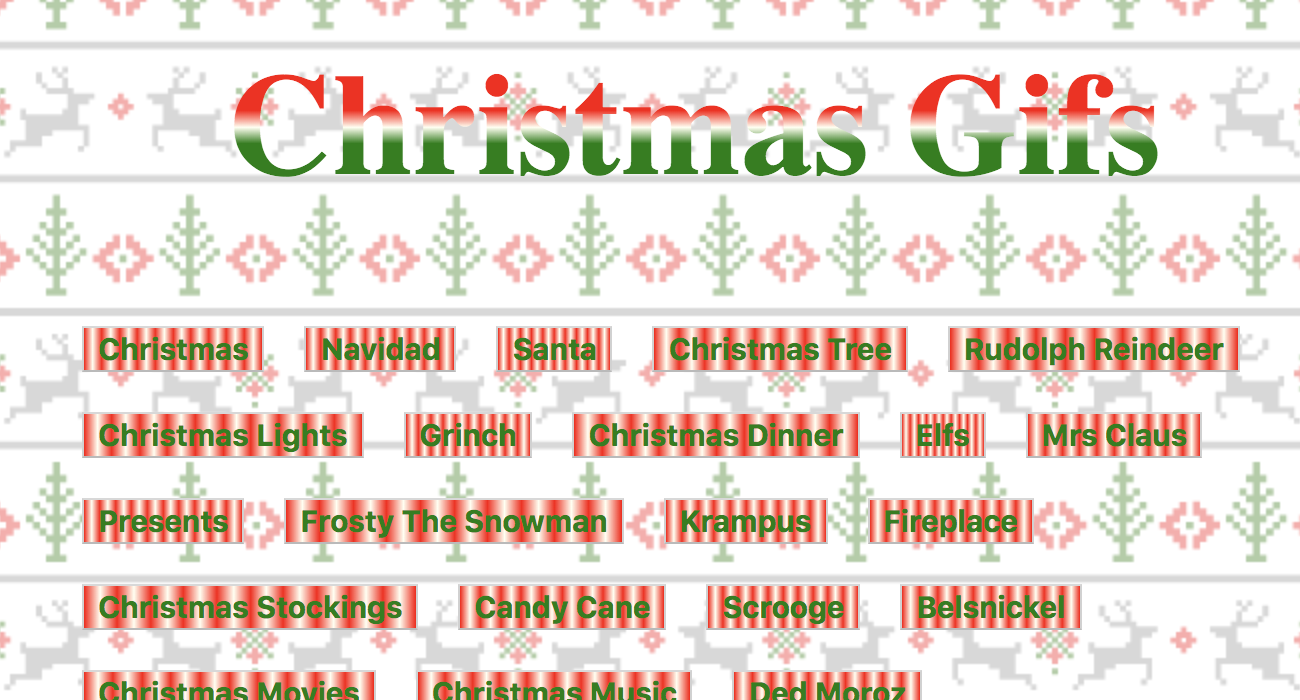 Christmas Gifs
Christmas Navidad Santa Christmas Tree Rudolph Reindeer
Christmas Lights Grinch Christmas Dinner Elfs Mrs Claus
Presents Frosty The Snowman Krampus Fireplace
Christmas Stockings Candy Cane Scrooge Belsnickel
Christmas Movies Christmas Music Ded Moroz